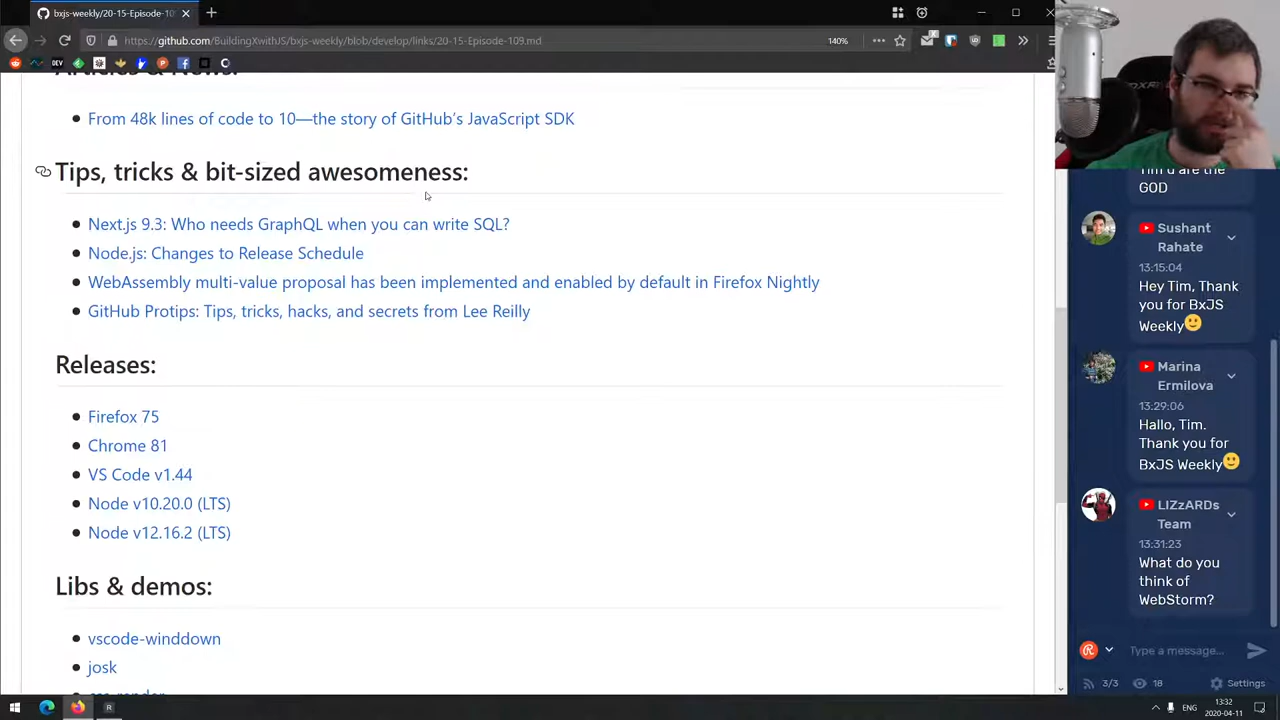 bxjs-weekly/20-15-Episode-109
https://github.com/BuildingXwithJS/bxjs-weekly/blob/develop/links/20-15-Episode-109.md
140%
DEV
Articles & News:
From 48k lines of code to 10—the story of GitHub's JavaScript SDK
Tips, tricks & bit-sized awesomeness:
Next.js 9.3: Who needs GraphQL when you can write SQL?
Node.js: Changes to Release Schedule
WebAssembly multi-value proposal has been implemented and enabled by default in Firefox Nightly
GitHub Protips: Tips, tricks, hacks, and secrets from Lee Reilly
Releases:
Firefox 75
Chrome 81
VS Code v1.44
Node v10.20.0 (LTS)
Node v12.16.2 (LTS)
Libs & demos:
vscode-winddown
josk
css-render
Tim u are the
GOD
Sushant
Rahate
13:15:04
Hey Tim, Thank
you for BxJS
Weekly
Marina
Ermilova
13:29:06
Hallo, Tim.
Thank you for
BxJS Weekly
LIZzARDs
Team
13:31:23
What do you
think of
WebStorm?
Type a message...
3/3
18
Settings
ENG
13:32
2020-04-11